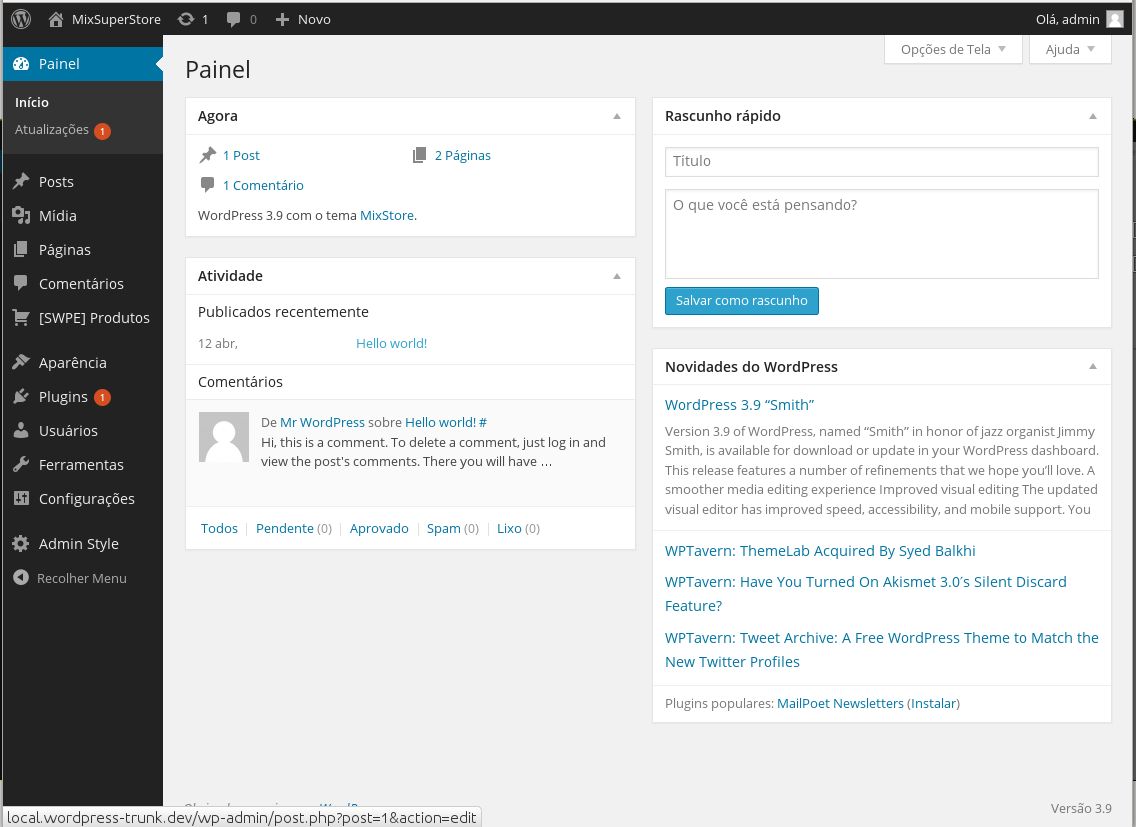 MixSuperStore 1 0 Novo Olá, admin
Painel
Início
Atualizações 1
Posts
Mídia
Páginas
Comentários
[SWPE] Produtos
Aparência
Plugins 1
Usuários
Ferramentas
Configurações
Admin Style
Recolher Menu
Opções de Tela Ajuda
Painel
Agora
1 Post 2 Páginas
1 Comentário
WordPress 3.9 com o tema MixStore.
Atividade
Publicados recentemente
12 abr, Hello world!
Comentários
De Mr WordPress sobre Hello world! #
Hi, this is a comment. To delete a comment, just log in and
view the post's comments. There you will have …
Todos | Pendente (0) | Aprovado | Spam (0) | Lixo (0)
Rascunho rápido
Título
O que você está pensando?
Salvar como rascunho
Novidades do WordPress
WordPress 3.9 “Smith”
Version 3.9 of WordPress, named “Smith” in honor of jazz organist Jimmy
Smith, is available for download or update in your WordPress dashboard.
This release features a number of refinements that we hope you’ll love. A
smoother media editing experience Improved visual editing The updated
visual editor has improved speed, accessibility, and mobile support. You
WPTavern: ThemeLab Acquired By Syed Balkhi
WPTavern: Have You Turned On Akismet 3.0′s Silent Discard
Feature?
WPTavern: Tweet Archive: A Free WordPress Theme to Match the
New Twitter Profiles
Plugins populares: MailPoet Newsletters (Instalar)
Versão 3.9
local.wordpress-trunk.dev/wp-admin/post.php?post=1&action=edit